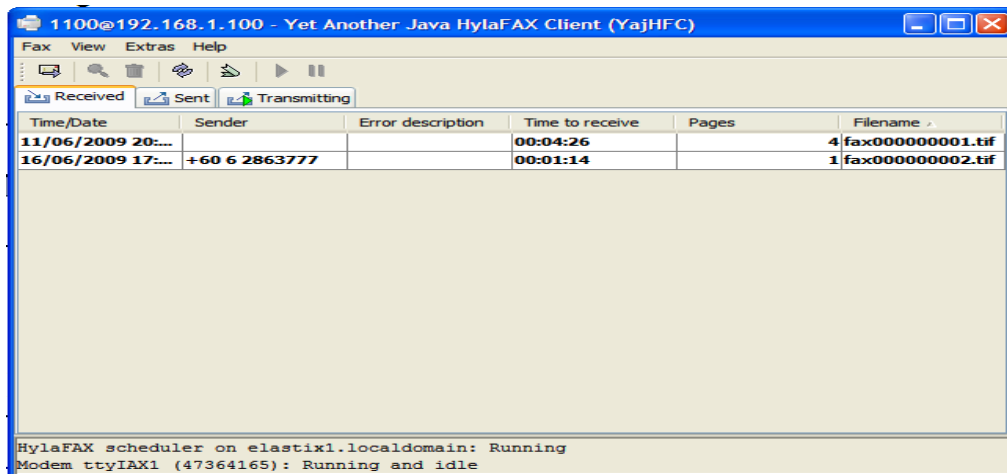 1100@192.168.1.100 - Yet Another Java HylaFAX Client (YajHFC)
Fax View Extras Help
Received Sent Transmitting
Time/Date Sender Error description Time to receive Pages Filename
11/06/2009 20:... 00:04:26 4 fax000000001.tif
16/06/2009 17:... +60 6 2863777 00:01:14 1 fax000000002.tif
HylaFAX scheduler on elastix1.localdomain: Running
Modem ttyIAX1 (47364165): Running and idle